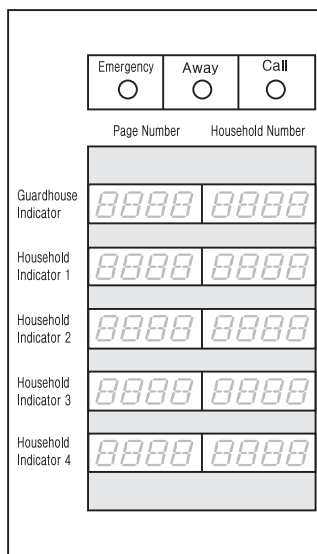 Emergency Away Call
Page Number Household Number
Guardhouse
Indicator
8888 8888
Household
Indicator 1
8888 8888
Household
Indicator 2
8888 8888
Household
Indicator 3
8888 8888
Household
Indicator 4
8888 8888